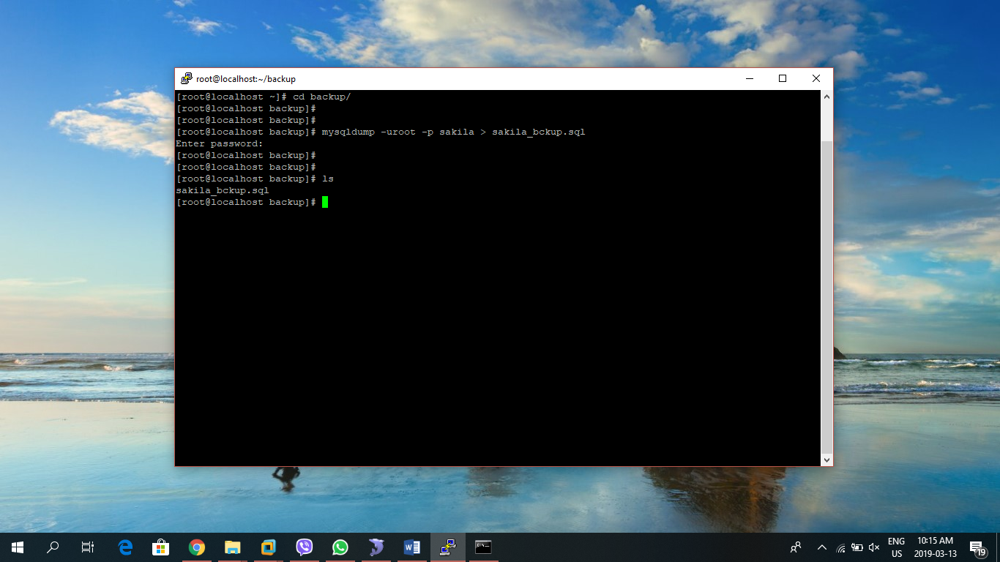 root@localhost:~/backup
[root@localhost ~]# cd backup/
[root@localhost backup]#
[root@localhost backup]#
[root@localhost backup]# mysqldump -uroot -p sakila > sakila_bckup.sql
Enter password:
[root@localhost backup]#
[root@localhost backup]#
[root@localhost backup]# ls
sakila_bckup.sql
[root@localhost backup]#
ENG
US
10:15 AM
2019-03-13
19